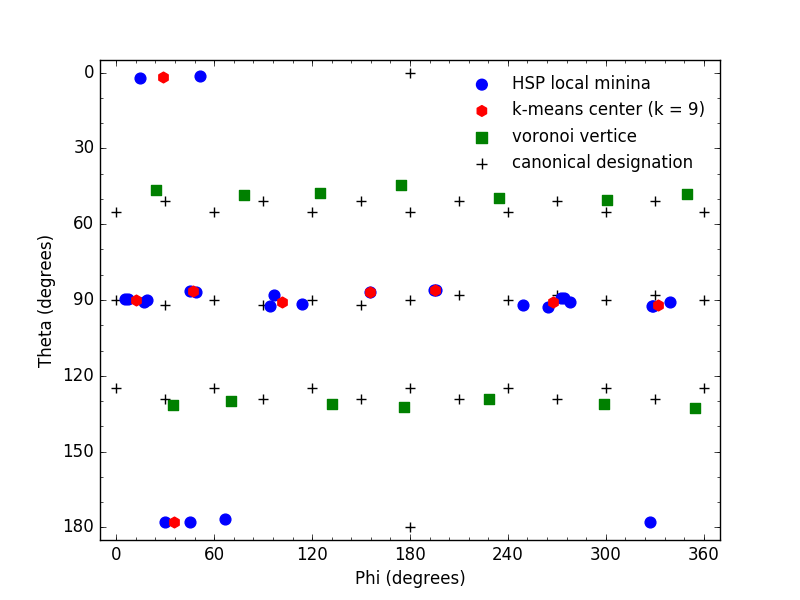 0
30
60
90
120
150
180
Theta (degrees)
HSP local minina
k-means center (k = 9)
voronoi vertice
canonical designation
0 60 120 180 240 300 360
Phi (degrees)